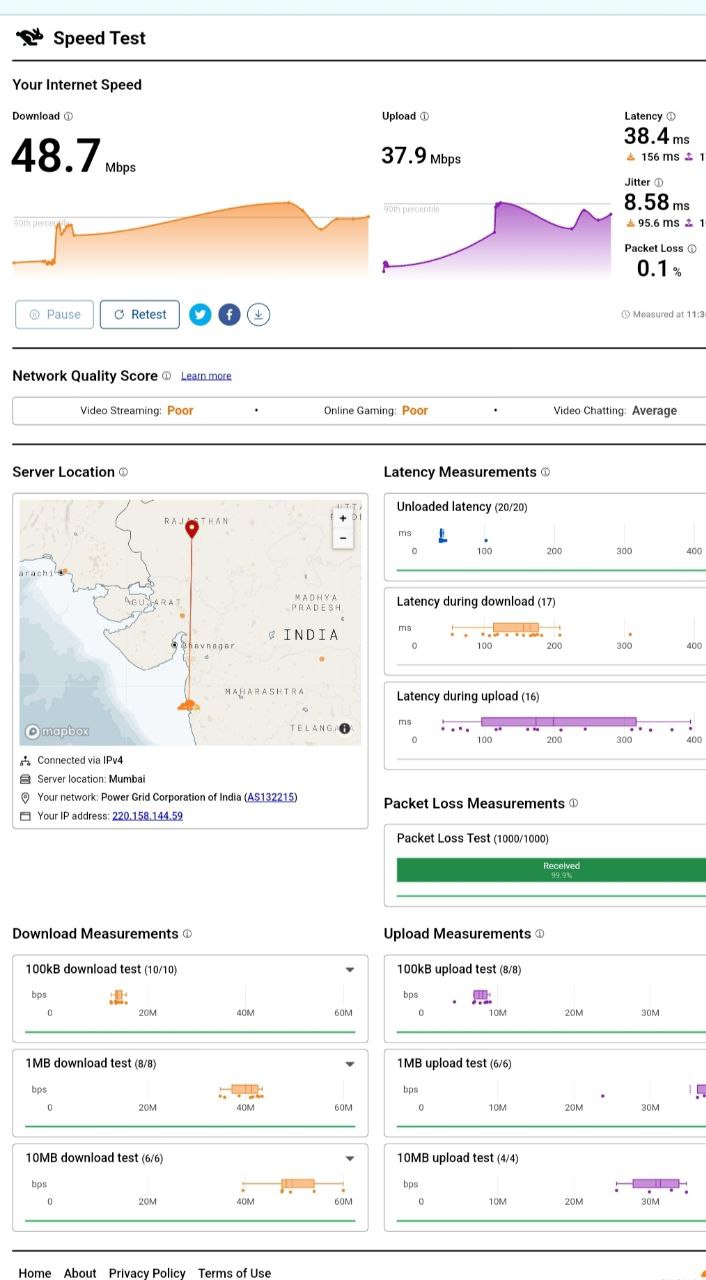 Speed Test
Your Internet Speed
Download
48.7 Mbps
90th percentile
Upload
37.9 Mbps
90th percentile
Latency
38.4 ms
156 ms
Jitter
8.58 ms
95.6 ms
Packet Loss
0.1 %
Pause
Retest
Measured at
Network Quality Score
Learn more
Video Streaming: Poor
·
Online Gaming: Poor
·
Video Chatting: Average
Server Location
RAJASTHAN
+
−
GUJARAT
MADHYA
PRADESH
INDIA
Bhavnagar
MAHARASHTRA
mapbox
Connected via IPv4
Server location: Mumbai
Your network: Power Grid Corporation of India (AS132215)
Your IP address: 220.158.144.59
Latency Measurements
Unloaded latency (20/20)
ms
0 100 200 300 400
Latency during download (17)
ms
0 100 200 300 400
Latency during upload (16)
ms
0 100 200 300 400
Packet Loss Measurements
Packet Loss Test (1000/1000)
Received
99.9%
Download Measurements
100kB download test (10/10)
bps
0 20M 40M 60M
1MB download test (8/8)
bps
0 20M 40M 60M
10MB download test (6/6)
bps
0 20M 40M 60M
Upload Measurements
100kB upload test (8/8)
bps
0 10M 20M 30M
1MB upload test (6/6)
bps
0 10M 20M 30M
10MB upload test (4/4)
bps
0 10M 20M 30M
Home About Privacy Policy Terms of Use